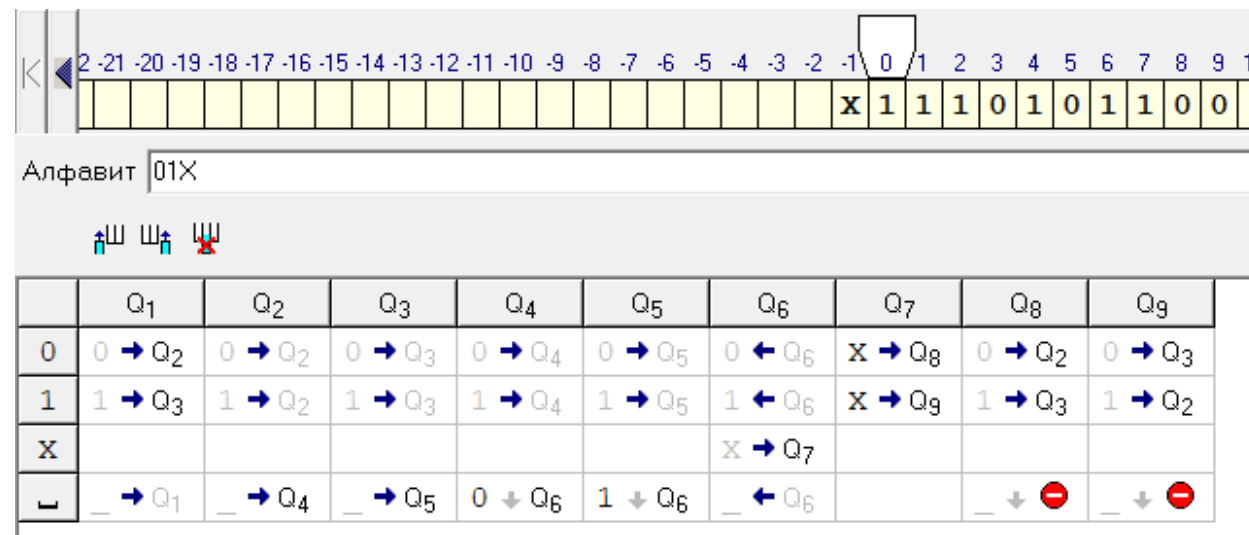 2 -21 -20 -19 -18 -17 -16 -15 -14 -13 -12 -11 -10 -9 -8 -7 -6 -5 -4 -3 -2 -1 0 1 2 3 4 5 6 7 8 9 1
X 1 1 1 0 1 0 1 1 0 0
Алфавит 01X
Q1 Q2 Q3 Q4 Q5 Q6 Q7 Q8 Q9
0 0 → Q2 0 → Q2 0 → Q3 0 → Q4 0 → Q5 0 ← Q6 X → Q8 0 → Q2 0 → Q3
1 1 → Q3 1 → Q2 1 → Q3 1 → Q4 1 → Q5 1 ← Q6 X → Q9 1 → Q3 1 → Q2
X X → Q7
␣ _ → Q1 _ → Q4 _ → Q5 0 ↓ Q6 1 ↓ Q6 _ ← Q6 _ ↓ _ ↓